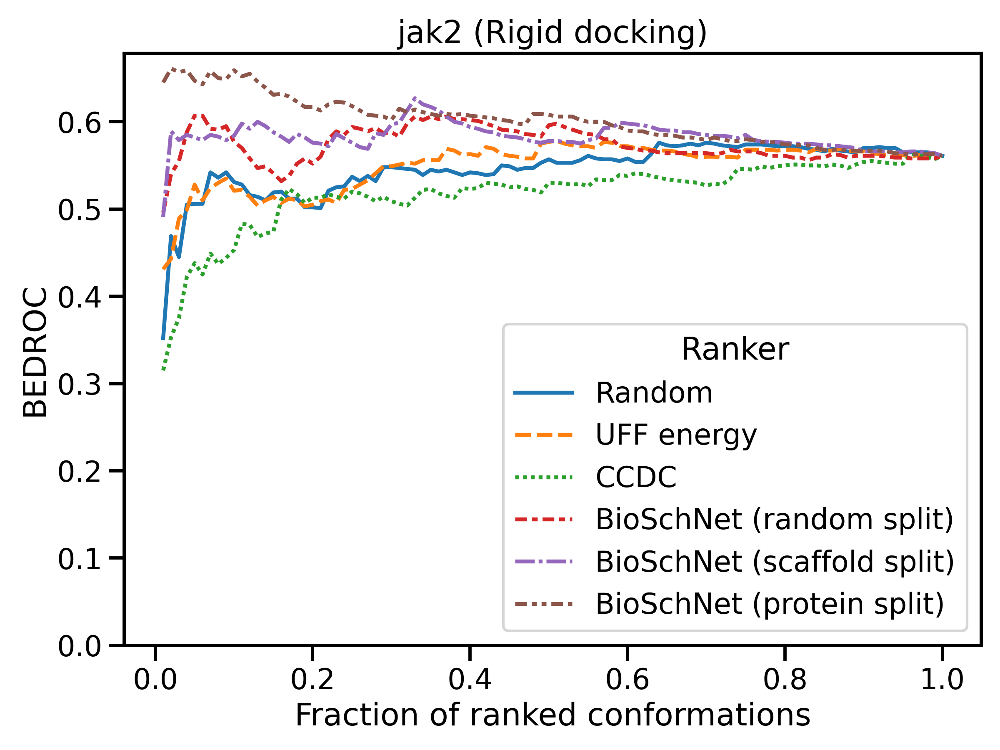 jak2 (Rigid docking)
BEDROC
0.6
0.5
0.4
0.3
0.2
0.1
0.0
Ranker
Random
UFF energy
CCDC
BioSchNet (random split)
BioSchNet (scaffold split)
BioSchNet (protein split)
0.0 0.2 0.4 0.6 0.8 1.0
Fraction of ranked conformations